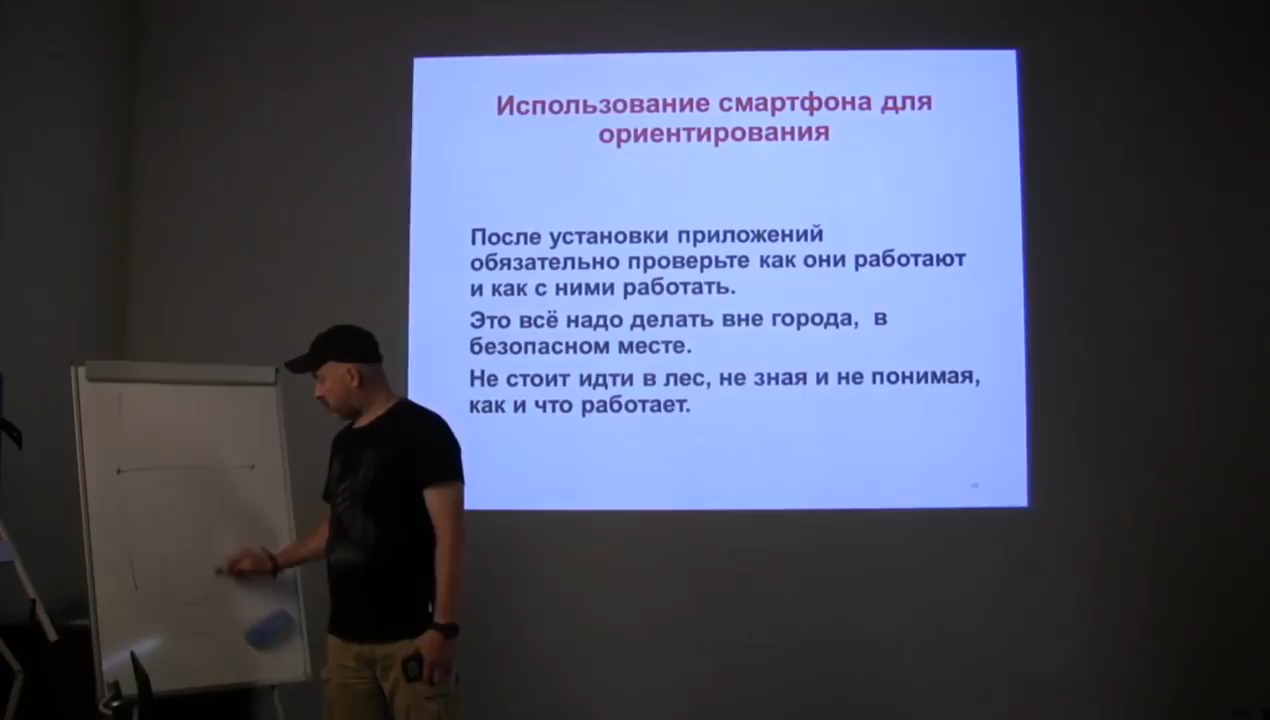 Использование смартфона для
ориентирования
После установки приложений
обязательно проверьте как они работают
и как с ними работать.
Это всё надо делать вне города, в
безопасном месте.
Не стоит идти в лес, не зная и не понимая,
как и что работает.